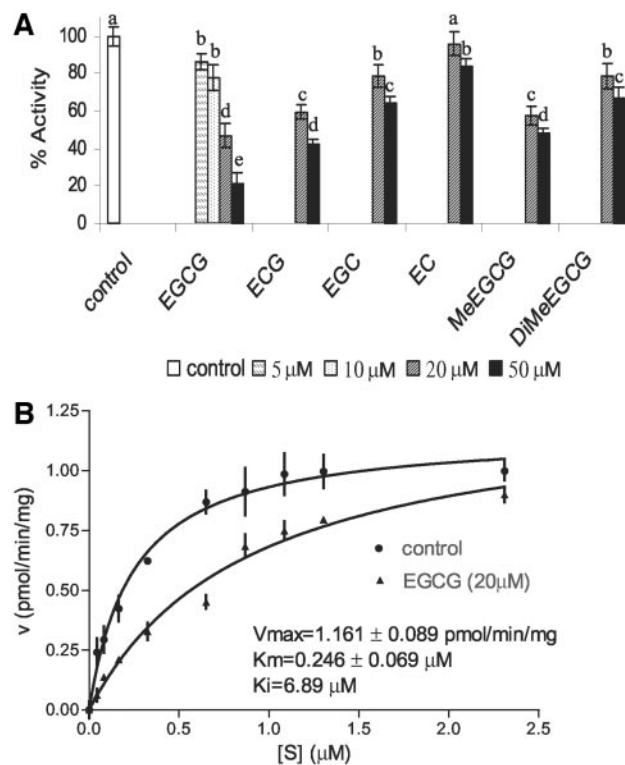 A
% Activity
100
80
60
40
20
0
a
b b
d
e
c
d
b
c
a
b
c
d
b
c
control
EGCG
ECG
EGC
EC
MeEGCG
DiMeEGCG
control 5 µM 10 µM 20 µM 50 µM
B
v (pmol/min/mg)
1.25
1.00
0.75
0.50
0.25
0.00
control
EGCG (20µM)
Vmax=1.161 ± 0.089 pmol/min/mg
Km=0.246 ± 0.069 µM
Ki=6.89 µM
0.0 0.5 1.0 1.5 2.0 2.5
[S] (µM)